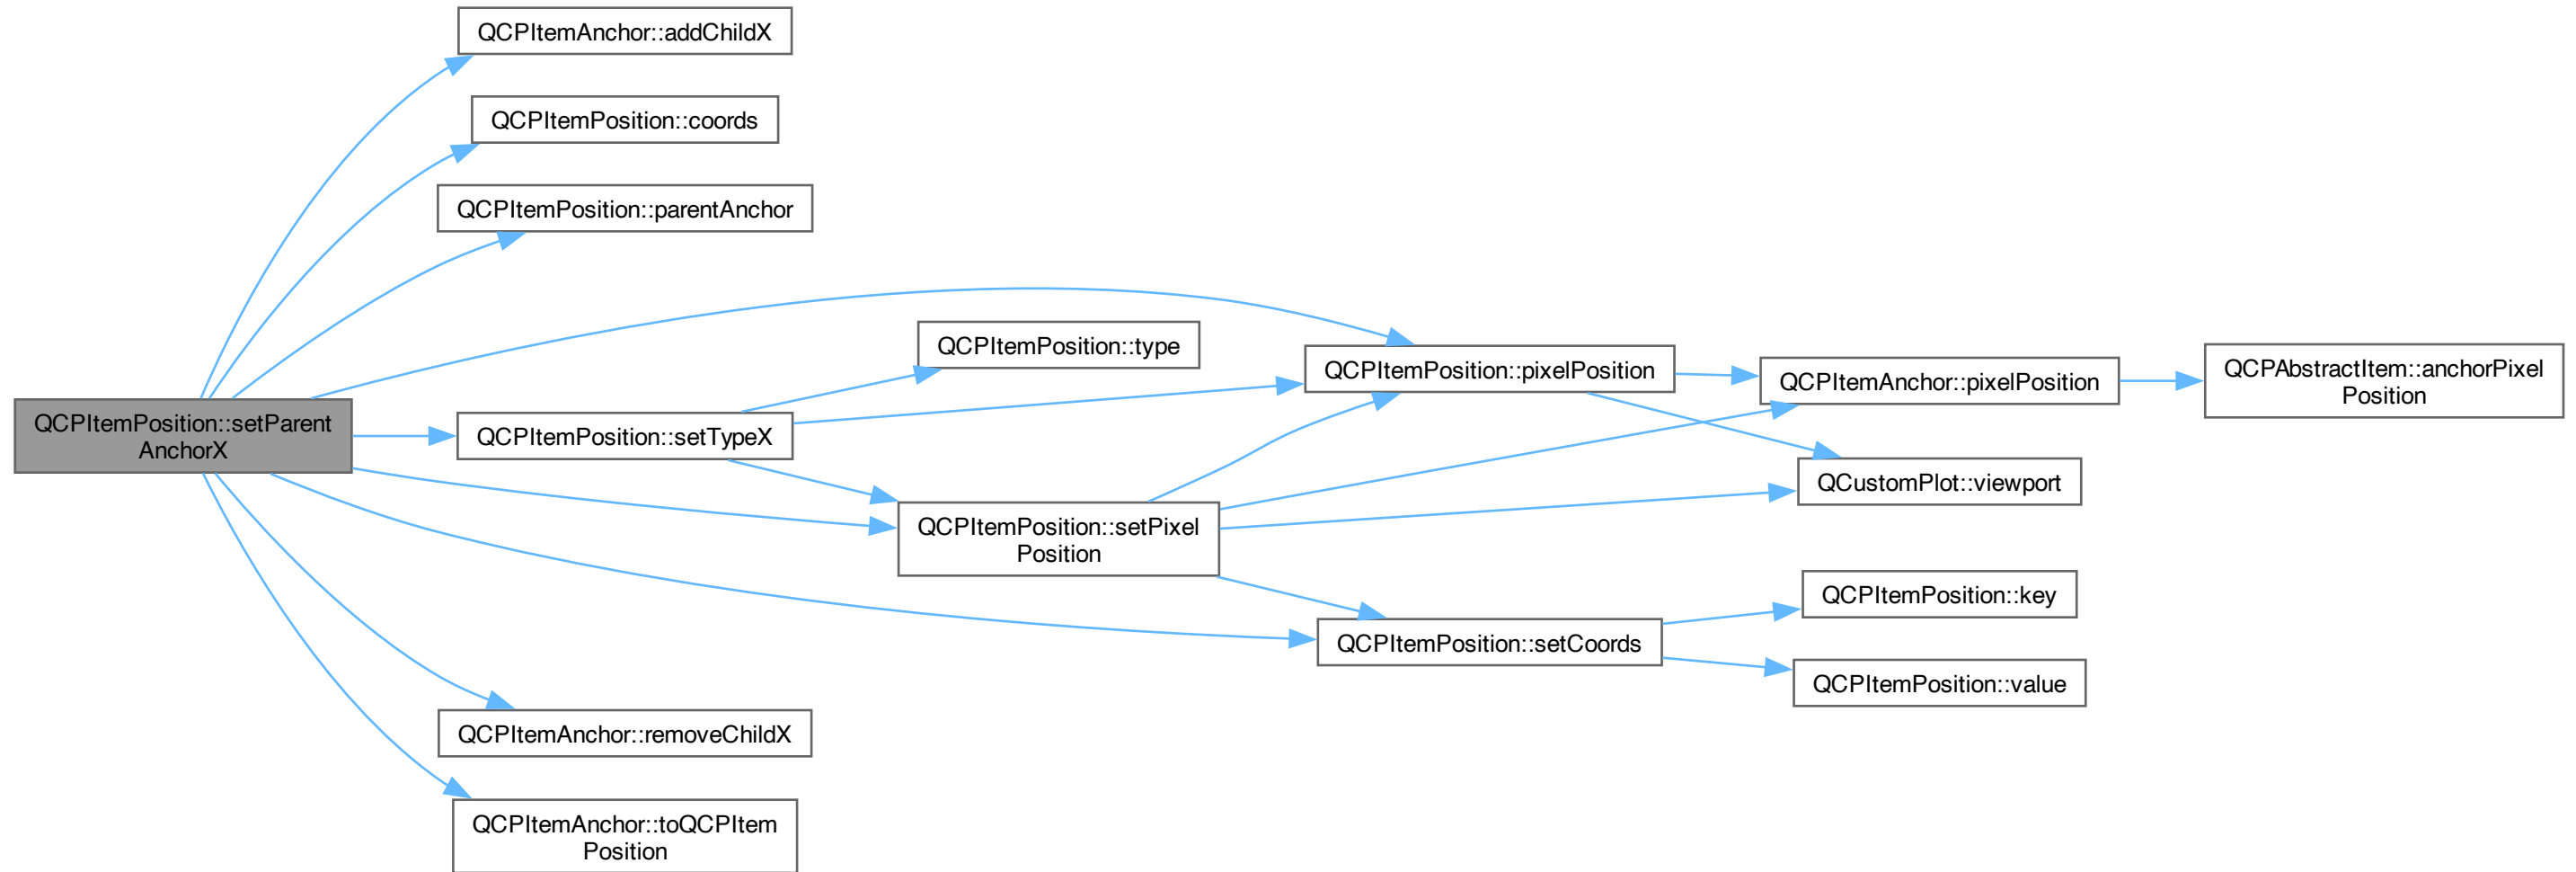 QCPItemAnchor::addChildX
QCPItemPosition::coords
QCPItemPosition::parentAnchor
QCPItemPosition::setParent
AnchorX
QCPItemPosition::setTypeX
QCPItemAnchor::removeChildX
QCPItemAnchor::toQCPItem
Position
QCPItemPosition::type
QCPItemPosition::setPixel
Position
QCPItemPosition::pixelPosition
QCPItemPosition::setCoords
QCPItemAnchor::pixelPosition
QCustomPlot::viewport
QCPItemPosition::key
QCPItemPosition::value
QCPAbstractItem::anchorPixel
Position